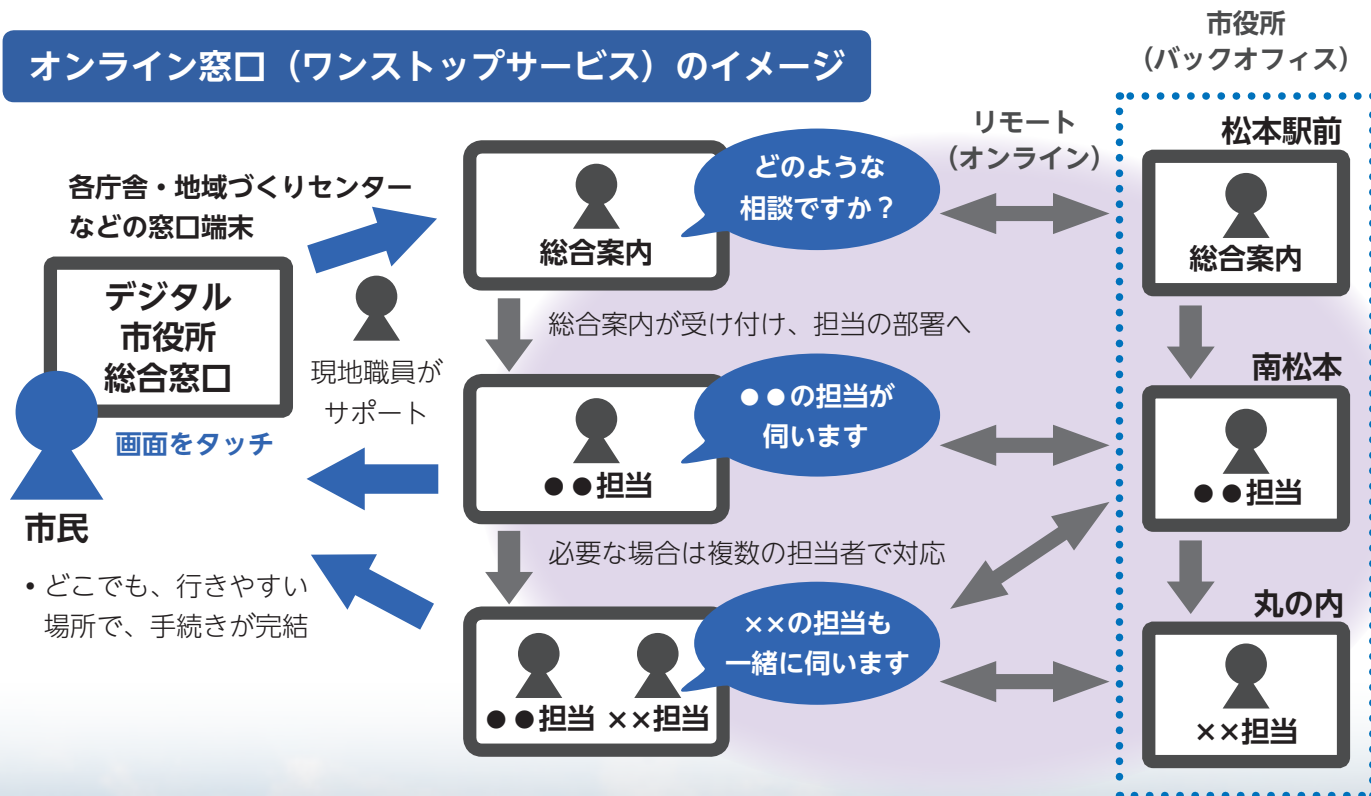 オンライン窓口（ワンストップサービス）のイメージ
市役所
（バックオフィス）
各庁舎・地域づくりセンター
などの窓口端末
デジタル
市役所
総合窓口
画面をタッチ
市民
• どこでも、行きやすい
場所で、手続きが完結
現地職員が
サポート
総合案内
どのような
相談ですか？
リモート
（オンライン）
松本駅前
総合案内
総合案内が受け付け、担当の部署へ
●●担当
●●の担当が
伺います
南松本
●●担当
必要な場合は複数の担当者で対応
●●担当 ××担当
××の担当も
一緒に伺います
丸の内
××担当